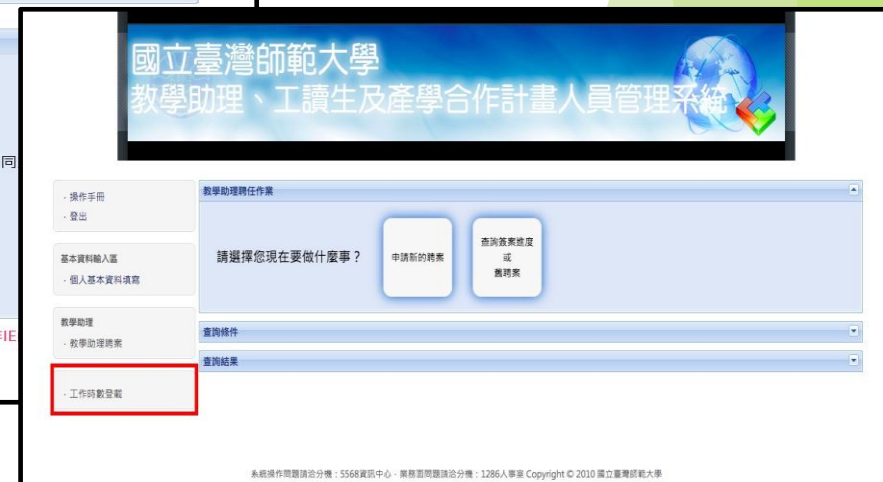 國立臺灣師範大學
教學助理、工讀生及產學合作計畫人員管理系統
同
· 操作手冊
· 登出
基本資料輸入區
· 個人基本資料填寫
教學助理
· 教學助理聘案
· 工作時數登載
教學助理聘任作業
請選擇您現在要做什麼事？
申請新的聘案
查詢簽案進度
或
舊聘案
查詢條件
查詢結果
IE
系統操作問題請洽分機：5568資訊中心 · 業務面問題請洽分機：1286人事室 Copyright © 2010 國立臺灣師範大學